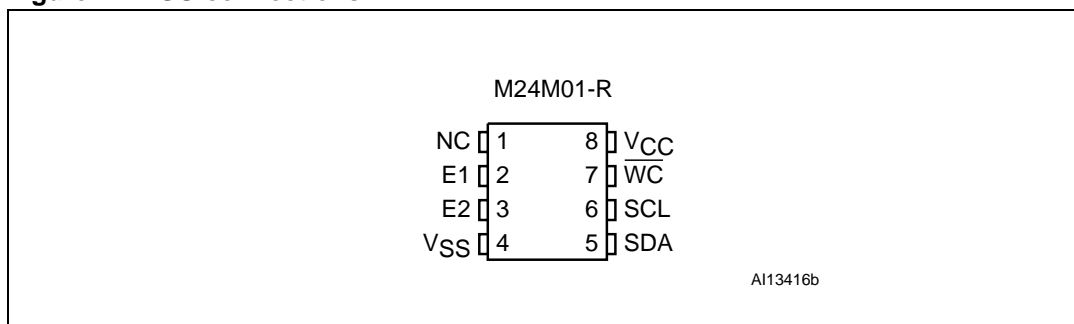 M24M01-R
NC 1 8 VCC
E1 2 7 WC
E2 3 6 SCL
VSS 4 5 SDA
AI13416b